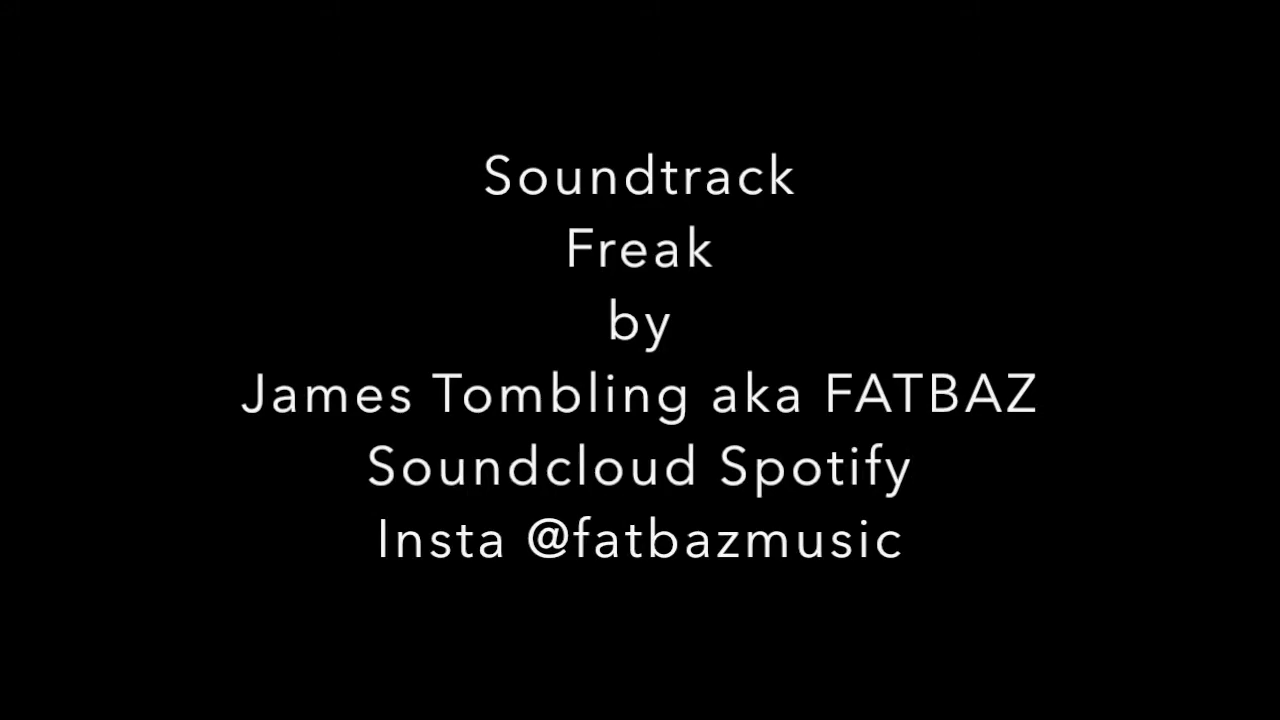 Soundtrack
Freak
by
James Tombling aka FATBAZ
Soundcloud Spotify
Insta @fatbazmusic